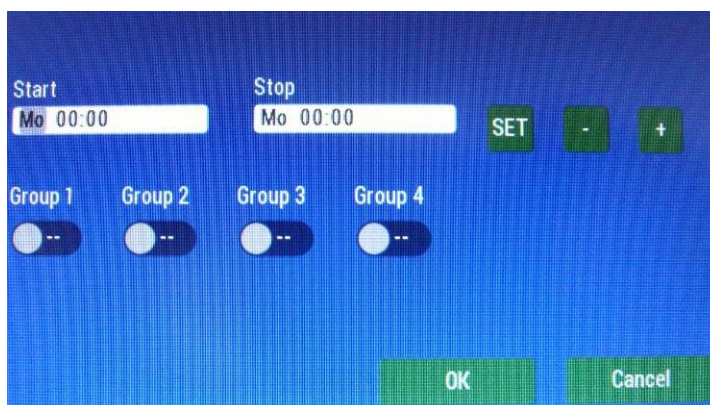 Start Stop
Mo 00:00 Mo 00:00 SET - +
Group 1 Group 2 Group 3 Group 4
-- -- -- --
OK Cancel